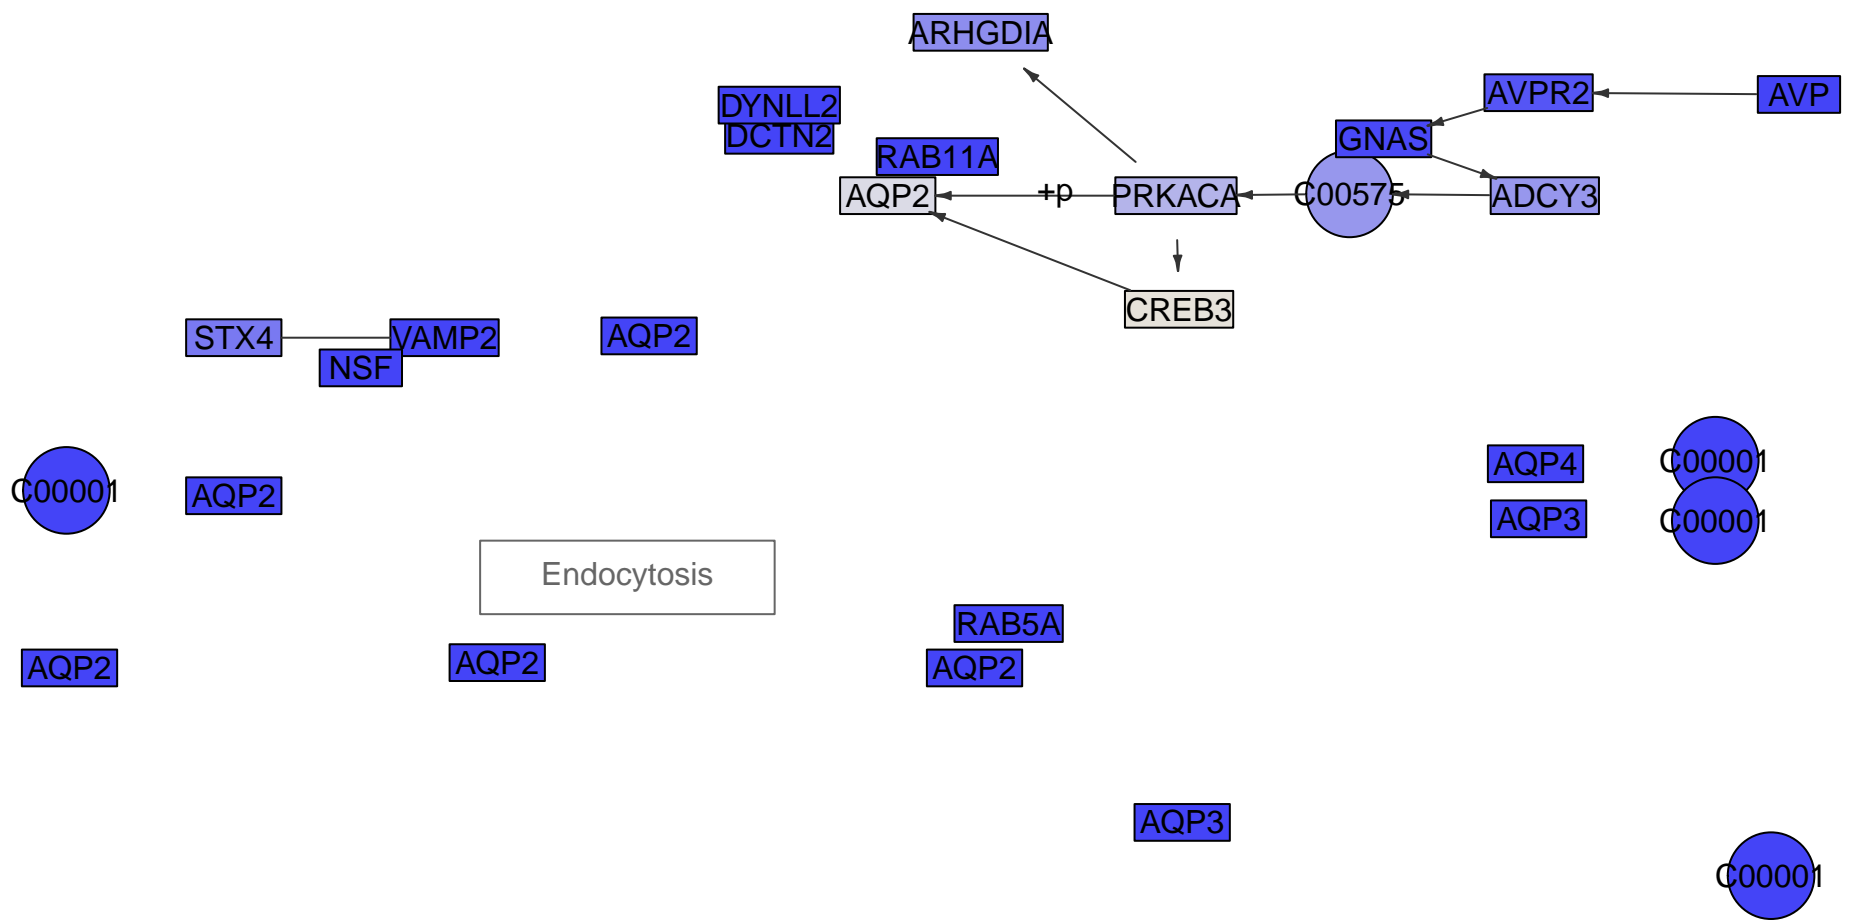 ARHGDIA
DYNLL2
AVPR2
AVP
DCTN2
GNAS
RAB11A
AQP2
+p
PRKACA
C00575
ADCY3
CREB3
STX4
VAMP2
AQP2
NSF
C00001
AQP2
AQP4
C00001
AQP3
C00001
Endocytosis
RAB5A
AQP2
AQP2
AQP2
AQP3
C00001